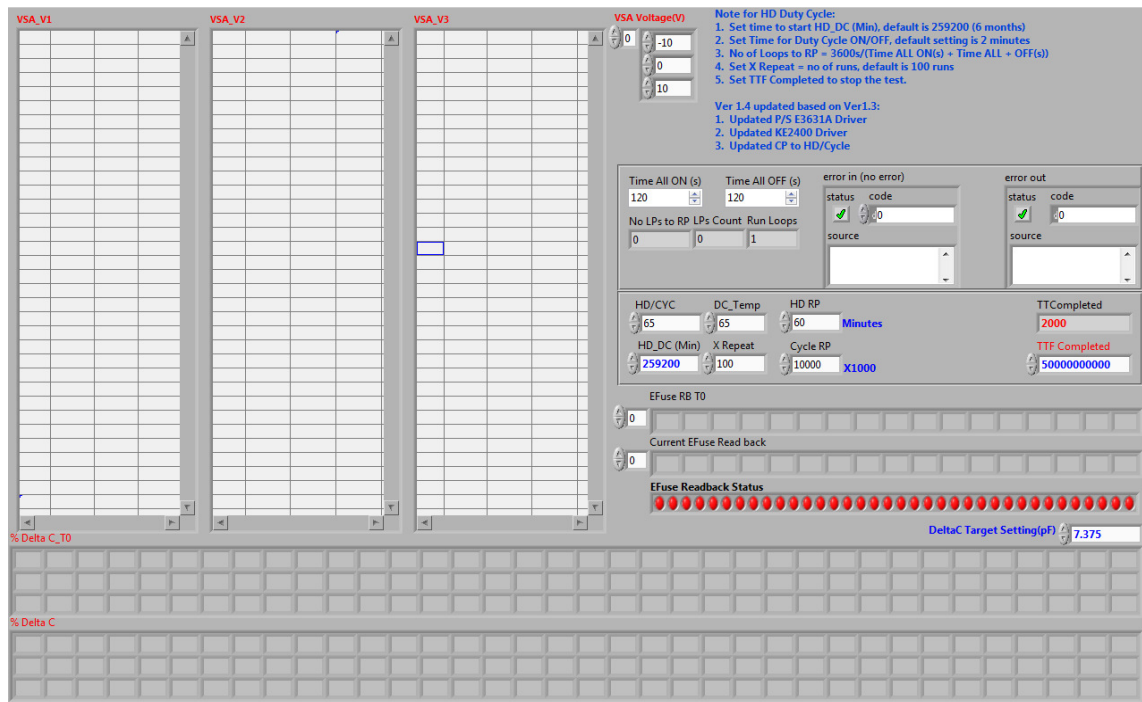 VSA_V1
VSA_V2
VSA_V3
VSA Voltage(V)
0
-10
0
10
Note for HD Duty Cycle:
1. Set time to start HD_DC (Min), default is 259200 (6 months)
2. Set Time for Duty Cycle ON/OFF, default setting is 2 minutes
3. No of Loops to RP = 3600s/(Time ALL ON(s) + Time ALL + OFF(s))
4. Set X Repeat = no of runs, default is 100 runs
5. Set TTF Completed to stop the test.
Ver 1.4 updated based on Ver1.3:
1. Updated P/S E3631A Driver
2. Updated KE2400 Driver
3. Updated CP to HD/Cycle
Time All ON (s)
120
Time All OFF (s)
120
No LPs to RP
0
LPs Count
0
Run Loops
1
error in (no error)
status code
0
source
error out
status code
0
source
HD/CYC
65
DC_Temp
65
HD RP
60 Minutes
TTCompleted
2000
HD_DC (Min)
259200
X Repeat
100
Cycle RP
10000 X1000
TTF Completed
50000000000
EFuse RB T0
0
Current EFuse Read back
0
EFuse Readback Status
DeltaC Target Setting(pF) 7.375
% Delta C_T0
% Delta C